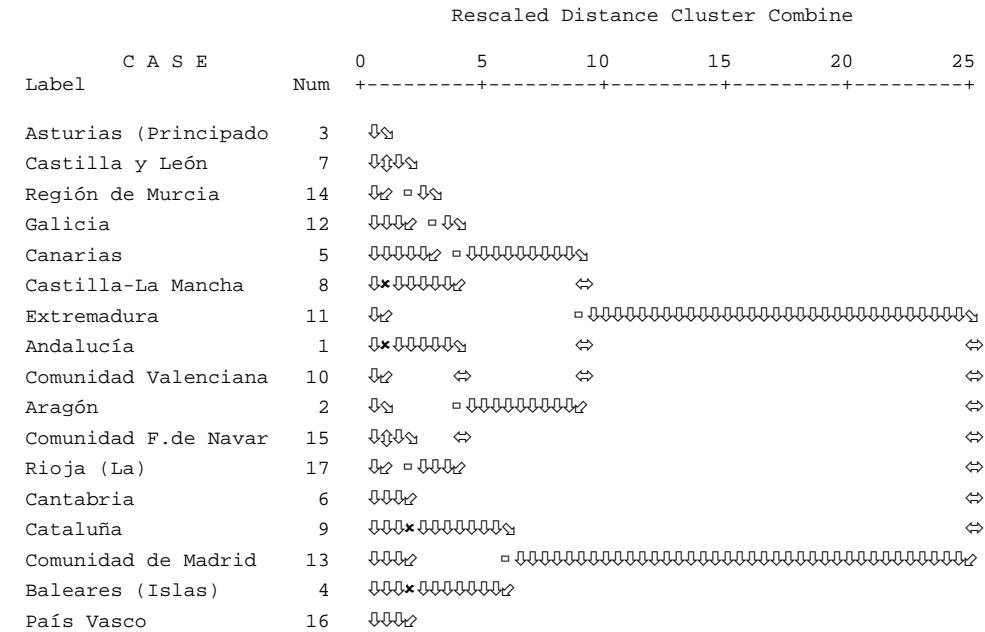 Rescaled Distance Cluster Combine
C A S E 0 5 10 15 20 25
Label Num +---------+---------+---------+---------+---------+
Asturias (Principado 3 ⇩⬂
Castilla y León 7 ⇩⇳⇩⬂
Región de Murcia 14 ⇩⬃ ▫ ⇩⬂
Galicia 12 ⇩⇩⇩⬃ ▫ ⇩⬂
Canarias 5 ⇩⇩⇩⇩⇩⬃ ▫ ⇩⇩⇩⇩⇩⇩⇩⇩⇩⬂
Castilla-La Mancha 8 ⇩×⇩⇩⇩⇩⇩⬃ ⇔
Extremadura 11 ⇩⬃ ▫ ⇩⇩⇩⇩⇩⇩⇩⇩⇩⇩⇩⇩⇩⇩⇩⇩⇩⇩⇩⇩⇩⇩⇩⇩⇩⇩⇩⇩⇩⇩⇩⬂
Andalucía 1 ⇩×⇩⇩⇩⇩⇩⬂ ⇔ ⇔
Comunidad Valenciana 10 ⇩⬃ ⇔ ⇔ ⇔
Aragón 2 ⇩⬂ ▫ ⇩⇩⇩⇩⇩⇩⇩⇩⇩⬃ ⇔
Comunidad F.de Navar 15 ⇩⇳⇩⬂ ⇔ ⇔
Rioja (La) 17 ⇩⬃ ▫ ⇩⇩⇩⬃ ⇔
Cantabria 6 ⇩⇩⇩⬃ ⇔
Cataluña 9 ⇩⇩⇩×⇩⇩⇩⇩⇩⇩⇩⬂ ⇔
Comunidad de Madrid 13 ⇩⇩⇩⬃ ▫ ⇩⇩⇩⇩⇩⇩⇩⇩⇩⇩⇩⇩⇩⇩⇩⇩⇩⇩⇩⇩⇩⇩⇩⇩⇩⇩⇩⇩⇩⇩⇩⇩⇩⇩⇩⇩⇩⬃
Baleares (Islas) 4 ⇩⇩⇩×⇩⇩⇩⇩⇩⇩⇩⬃
País Vasco 16 ⇩⇩⇩⬃